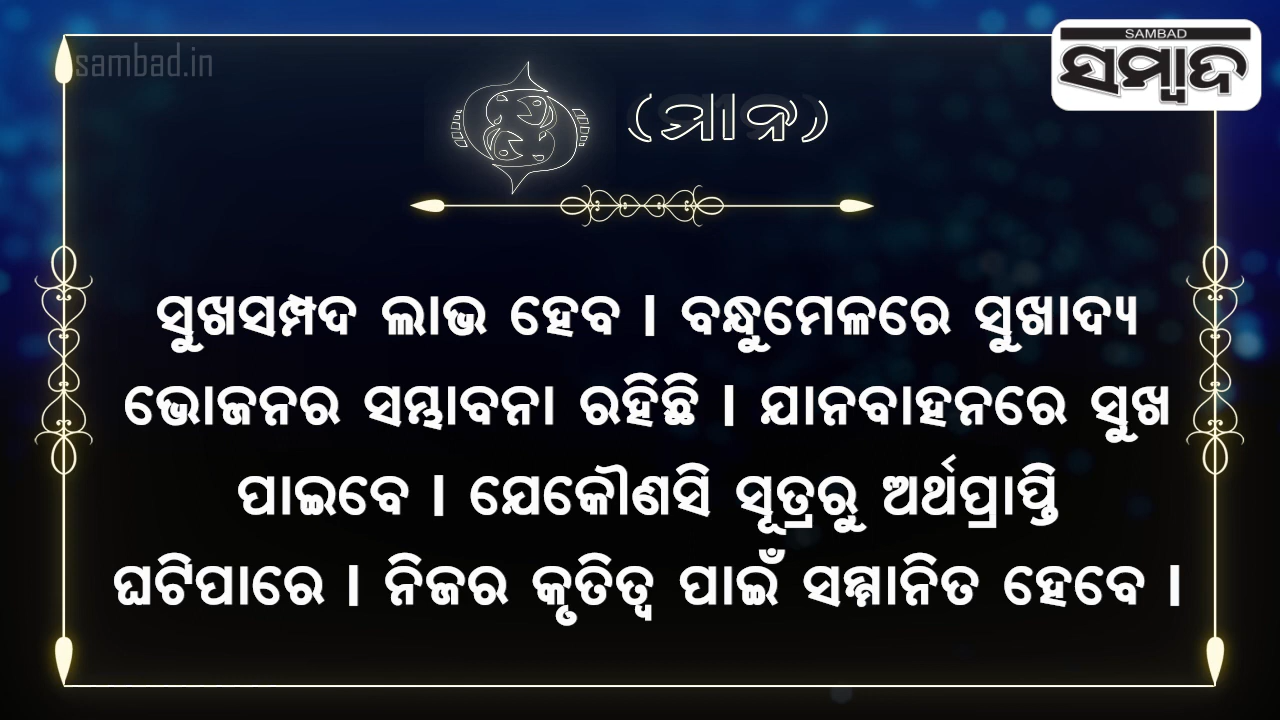 sambad.in
SAMBAD
ସମ୍ବାଦ
(ମୀନ)
ସୁଖସମ୍ପଦ ଲାଭ ହେବ । ବନ୍ଧୁମେଳରେ ସୁଖାଦ୍ୟ
ଭୋଜନର ସମ୍ଭାବନା ରହିଛି । ଯାନବାହନରେ ସୁଖ
ପାଇବେ । ଯେକୌଣସି ସୂତ୍ରରୁ ଅର୍ଥପ୍ରାପ୍ତି
ଘଟିପାରେ । ନିଜର କୃତିତ୍ୱ ପାଇଁ ସମ୍ମାନିତ ହେବେ ।